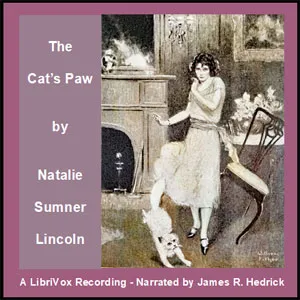 The
Cat's Paw
by
Natalie
Sumner
Lincoln
A LibriVox Recording - Narrated by James R. Hedrick